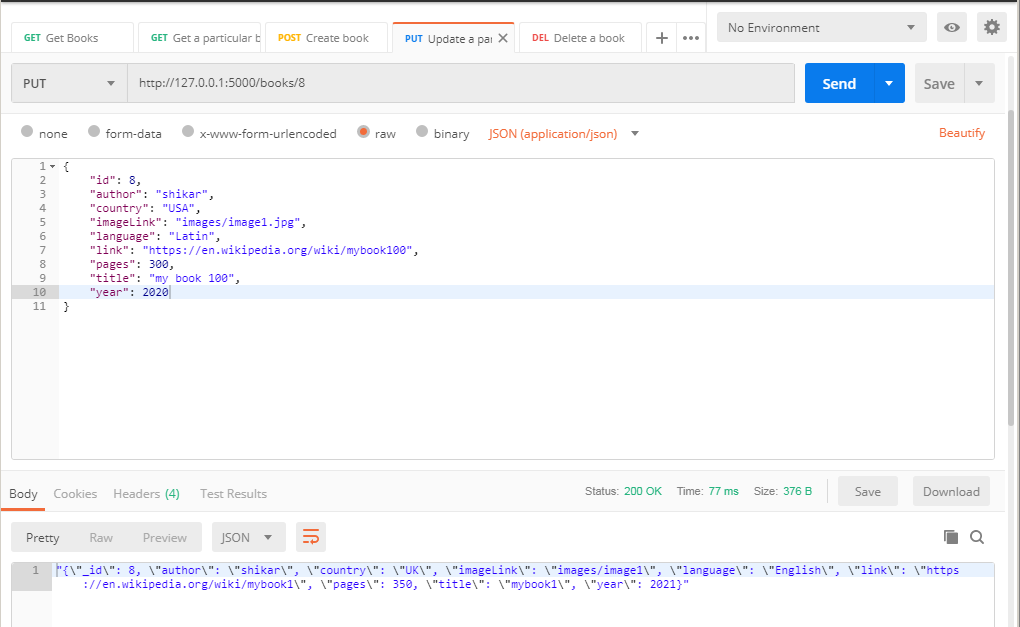 GET Get Books
GET Get a particular b
POST Create book
PUT Update a par
DEL Delete a book
No Environment
PUT
http://127.0.0.1:5000/books/8
Send
Save
none
form-data
x-www-form-urlencoded
raw
binary
JSON (application/json)
Beautify
1 {
2 "id": 8,
3 "author": "shikar",
4 "country": "USA",
5 "imageLink": "images/image1.jpg",
6 "language": "Latin",
7 "link": "https://en.wikipedia.org/wiki/mybook100",
8 "pages": 300,
9 "title": "my book 100",
10 "year": 2020
11 }
Body
Cookies
Headers (4)
Test Results
Status: 200 OK
Time: 77 ms
Size: 376 B
Save
Download
Pretty
Raw
Preview
JSON
1 "{\"_id\": 8, \"author\": \"shikar\", \"country\": \"UK\", \"imageLink\": \"images/image1\", \"language\": \"English\", \"link\": \"https
://en.wikipedia.org/wiki/mybook1\", \"pages\": 350, \"title\": \"mybook1\", \"year\": 2021}"